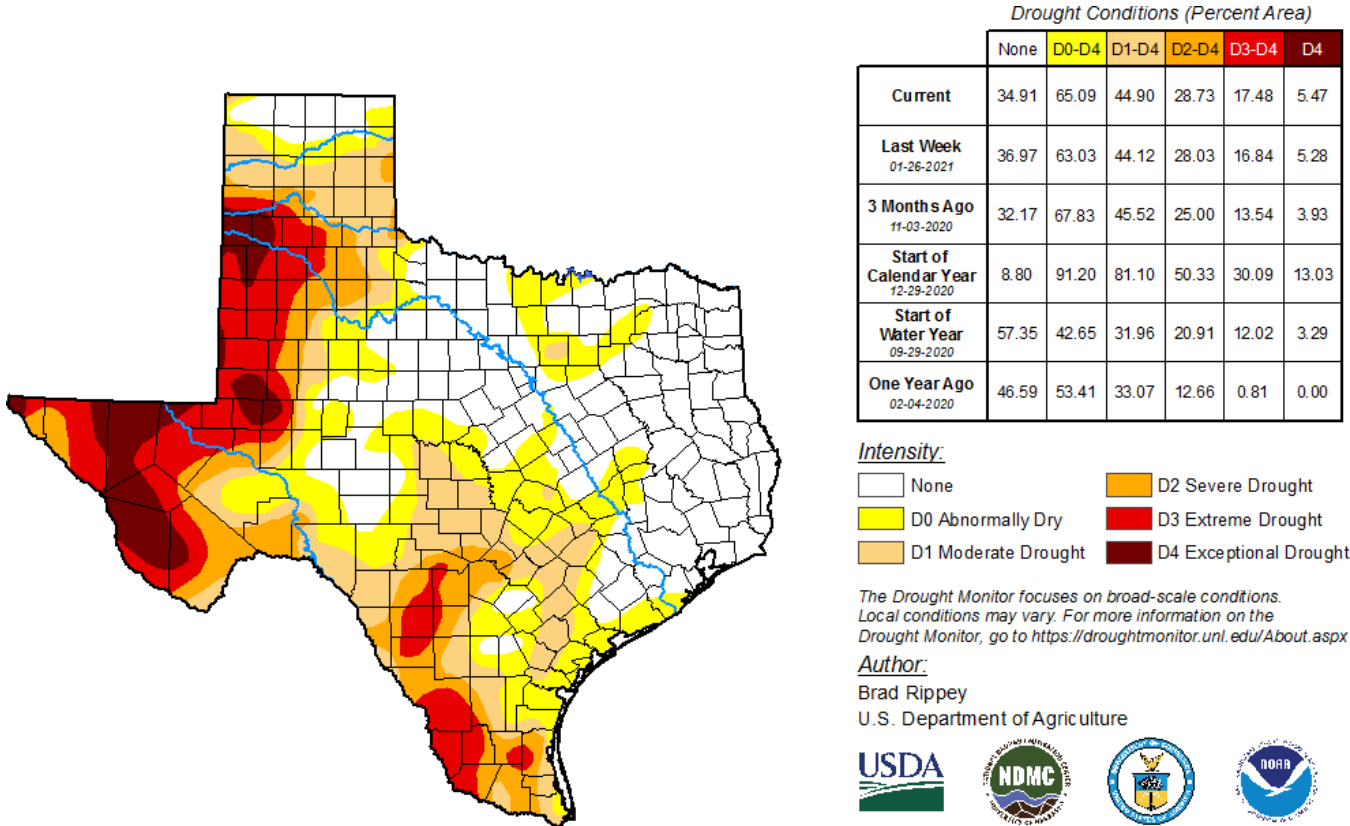 Drought Conditions (Percent Area)
None D0-D4 D1-D4 D2-D4 D3-D4 D4
Current 34.91 65.09 44.90 28.73 17.48 5.47
Last Week
01-26-2021
36.97 63.03 44.12 28.03 16.84 5.28
3 Months Ago
11-03-2020
32.17 67.83 45.52 25.00 13.54 3.93
Start of
Calendar Year
12-29-2020
8.80 91.20 81.10 50.33 30.09 13.03
Start of
Water Year
09-29-2020
57.35 42.65 31.96 20.91 12.02 3.29
One Year Ago
02-04-2020
46.59 53.41 33.07 12.66 0.81 0.00
Intensity:
None
D0 Abnormally Dry
D1 Moderate Drought
D2 Severe Drought
D3 Extreme Drought
D4 Exceptional Drought
The Drought Monitor focuses on broad-scale conditions.
Local conditions may vary. For more information on the
Drought Monitor, go to https://droughtmonitor.unl.edu/About.aspx
Author:
Brad Rippey
U.S. Department of Agriculture
USDA
NDMC
NOAA